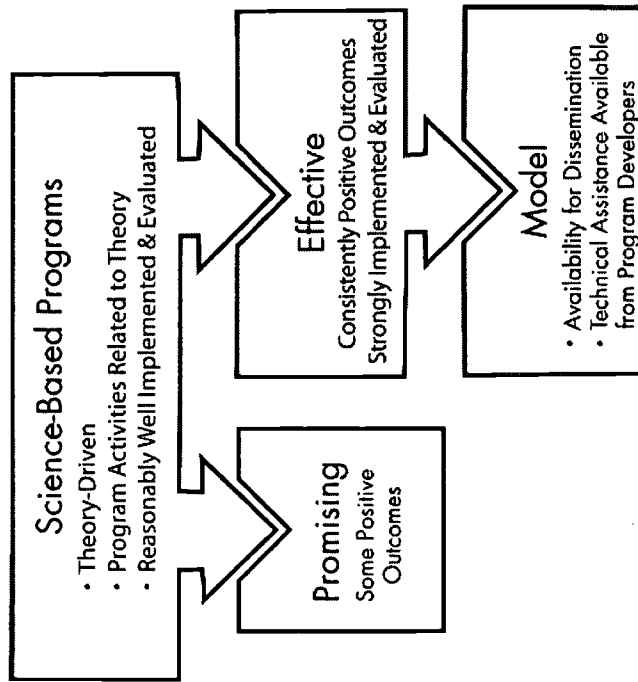 Science-Based Programs
· Theory-Driven
· Program Activities Related to Theory
· Reasonably Well Implemented & Evaluated
Promising
Some Positive
Outcomes
Effective
Consistently Positive Outcomes
Strongly Implemented & Evaluated
Model
· Availability for Dissemination
· Technical Assistance Available
from Program Developers